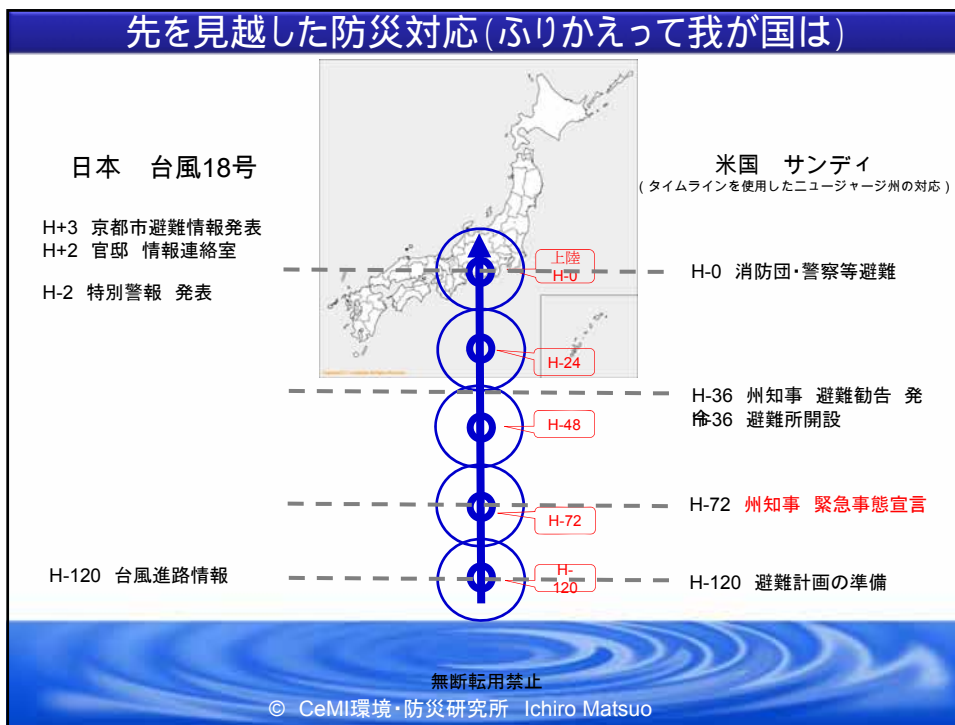 先を見越した防災対応(ふりかえって我が国は)
日本 台風18号
米国 サンディ
(タイムラインを使用したニュージャージ州の対応)
H+3 京都市避難情報発表
H+2 官邸 情報連絡室
H-2 特別警報 発表
上陸
H-0
H-0 消防団・警察等避難
H-24
H-36 州知事 避難勧告 発
令
H-36 避難所開設
H-48
H-72 州知事 緊急事態宣言
H-72
H-120 台風進路情報
H-
120
H-120 避難計画の準備
無断転用禁止
© CeMI環境・防災研究所 Ichiro Matsuo